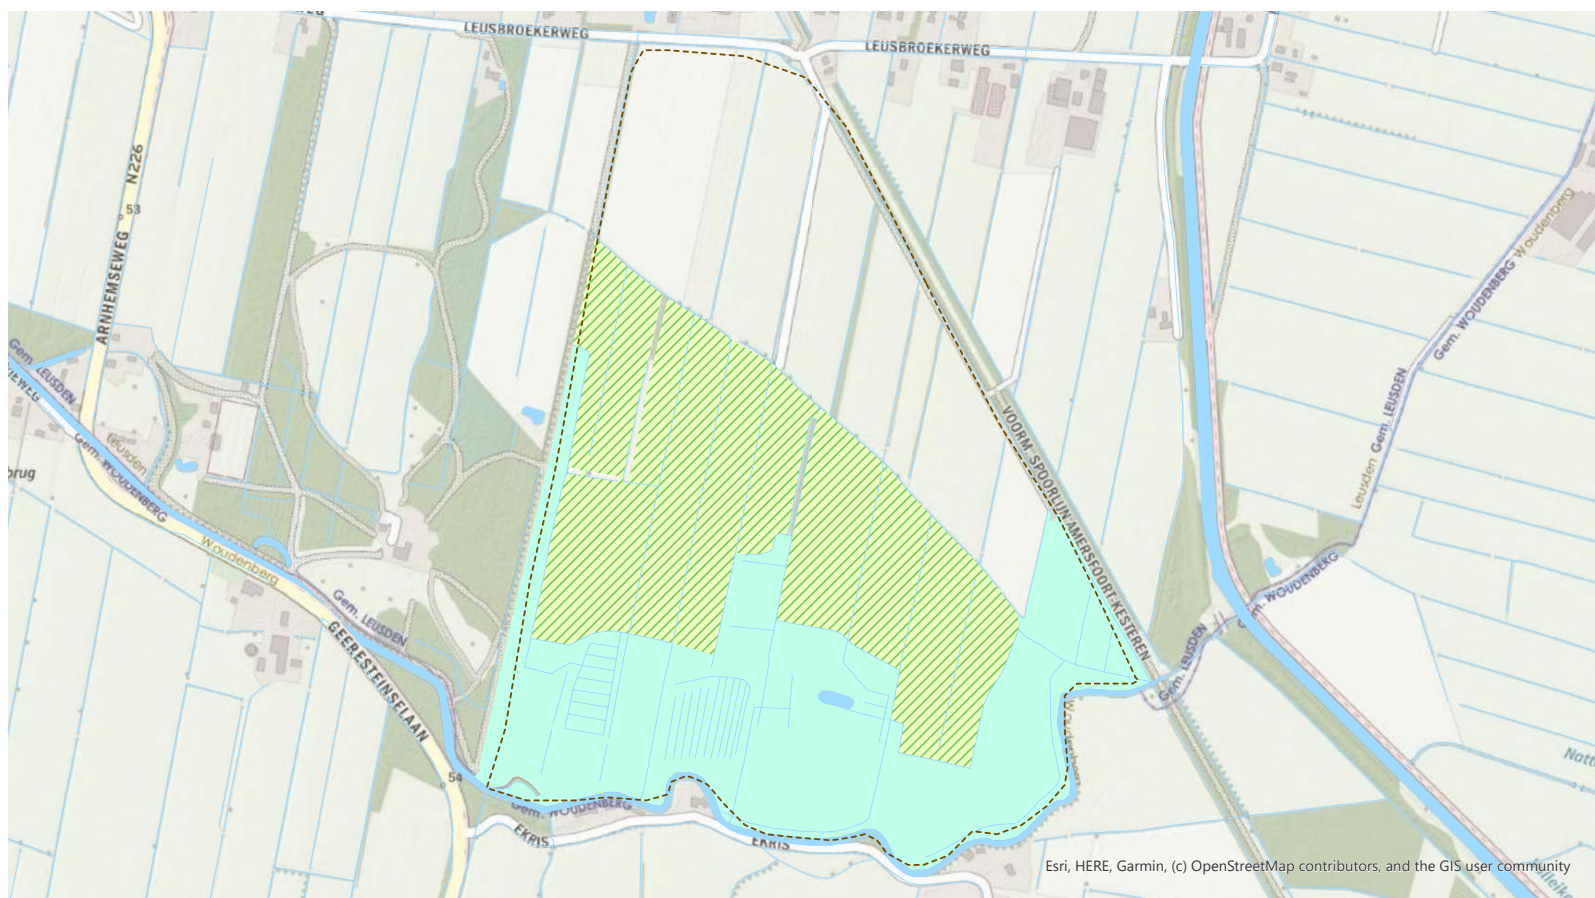 LEUSBROEKERWEG
LEUSBROEKERWEG
N226
53
ARNHEMSEWEG
Gem. LEUSDEN
Leusden
Gem. WOUDENBERG
brug
Woudenberg
Gem. LEUSDEN
GEERESTEINSELAAN
54
Gem. WOUDENBERG
EKRIS
EKRIS
VOORM. SPOORLIJN AMERSFOORT-KESTEREN
Woudenberg
Gem. LEUSDEN
Gem. WOUDENBERG
Leusden
Gem. LEUSDEN
Gem. WOUDENBERG
Woudenberg
Esri, HERE, Garmin, (c) OpenStreetMap contributors, and the GIS user community